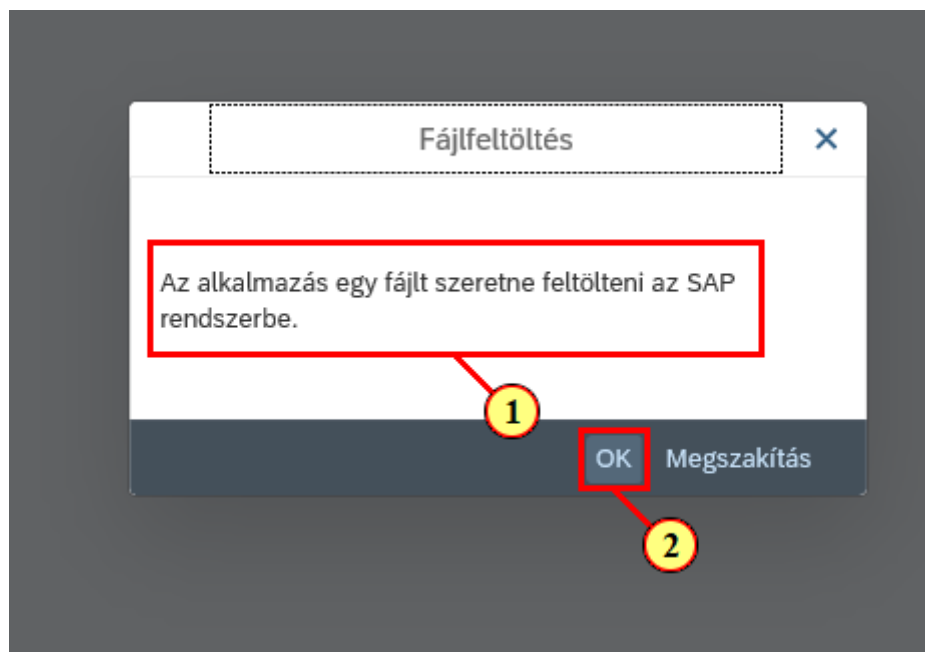 Fájlfeltöltés
Az alkalmazás egy fájlt szeretne feltölteni az SAP
rendszerbe.
1
OK Megszakítás
2